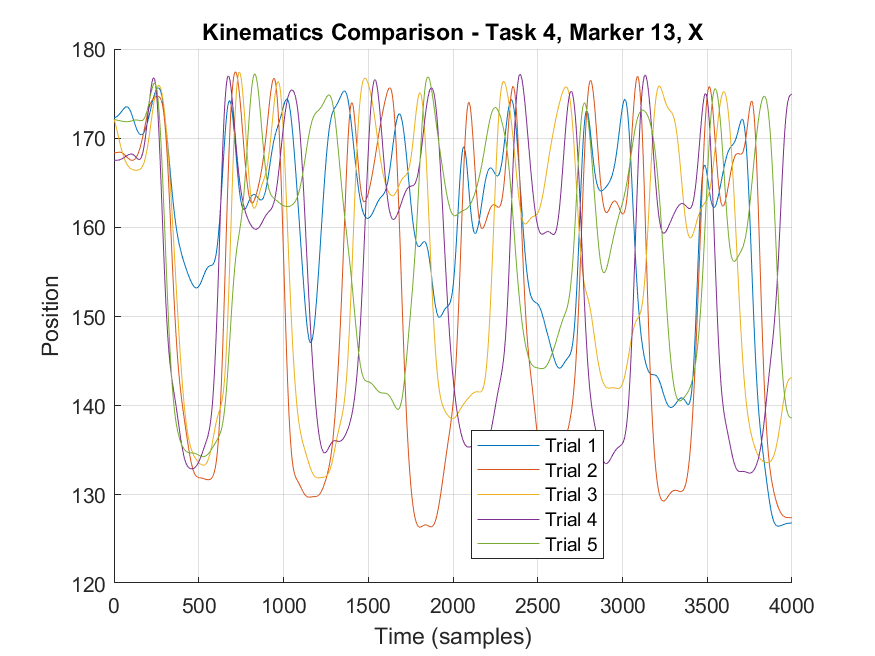 Kinematics Comparison - Task 4, Marker 13, X
180
170
160
150
140
130
120
Position
Trial 1
Trial 2
Trial 3
Trial 4
Trial 5
0 500 1000 1500 2000 2500 3000 3500 4000
Time (samples)